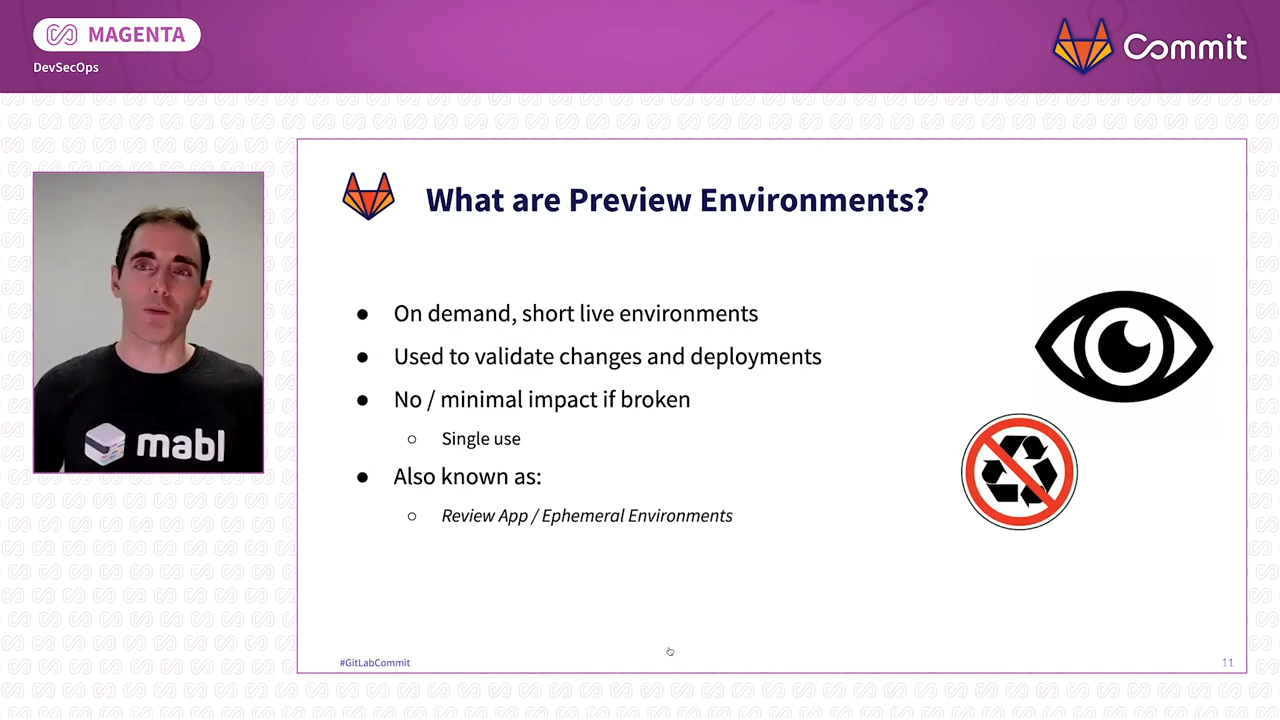 MAGENTA
DevSecOps
Commit
mabl
What are Preview Environments?
● On demand, short live environments
● Used to validate changes and deployments
● No / minimal impact if broken
○ Single use
● Also known as:
○ Review App / Ephemeral Environments
#GitLabCommit
11